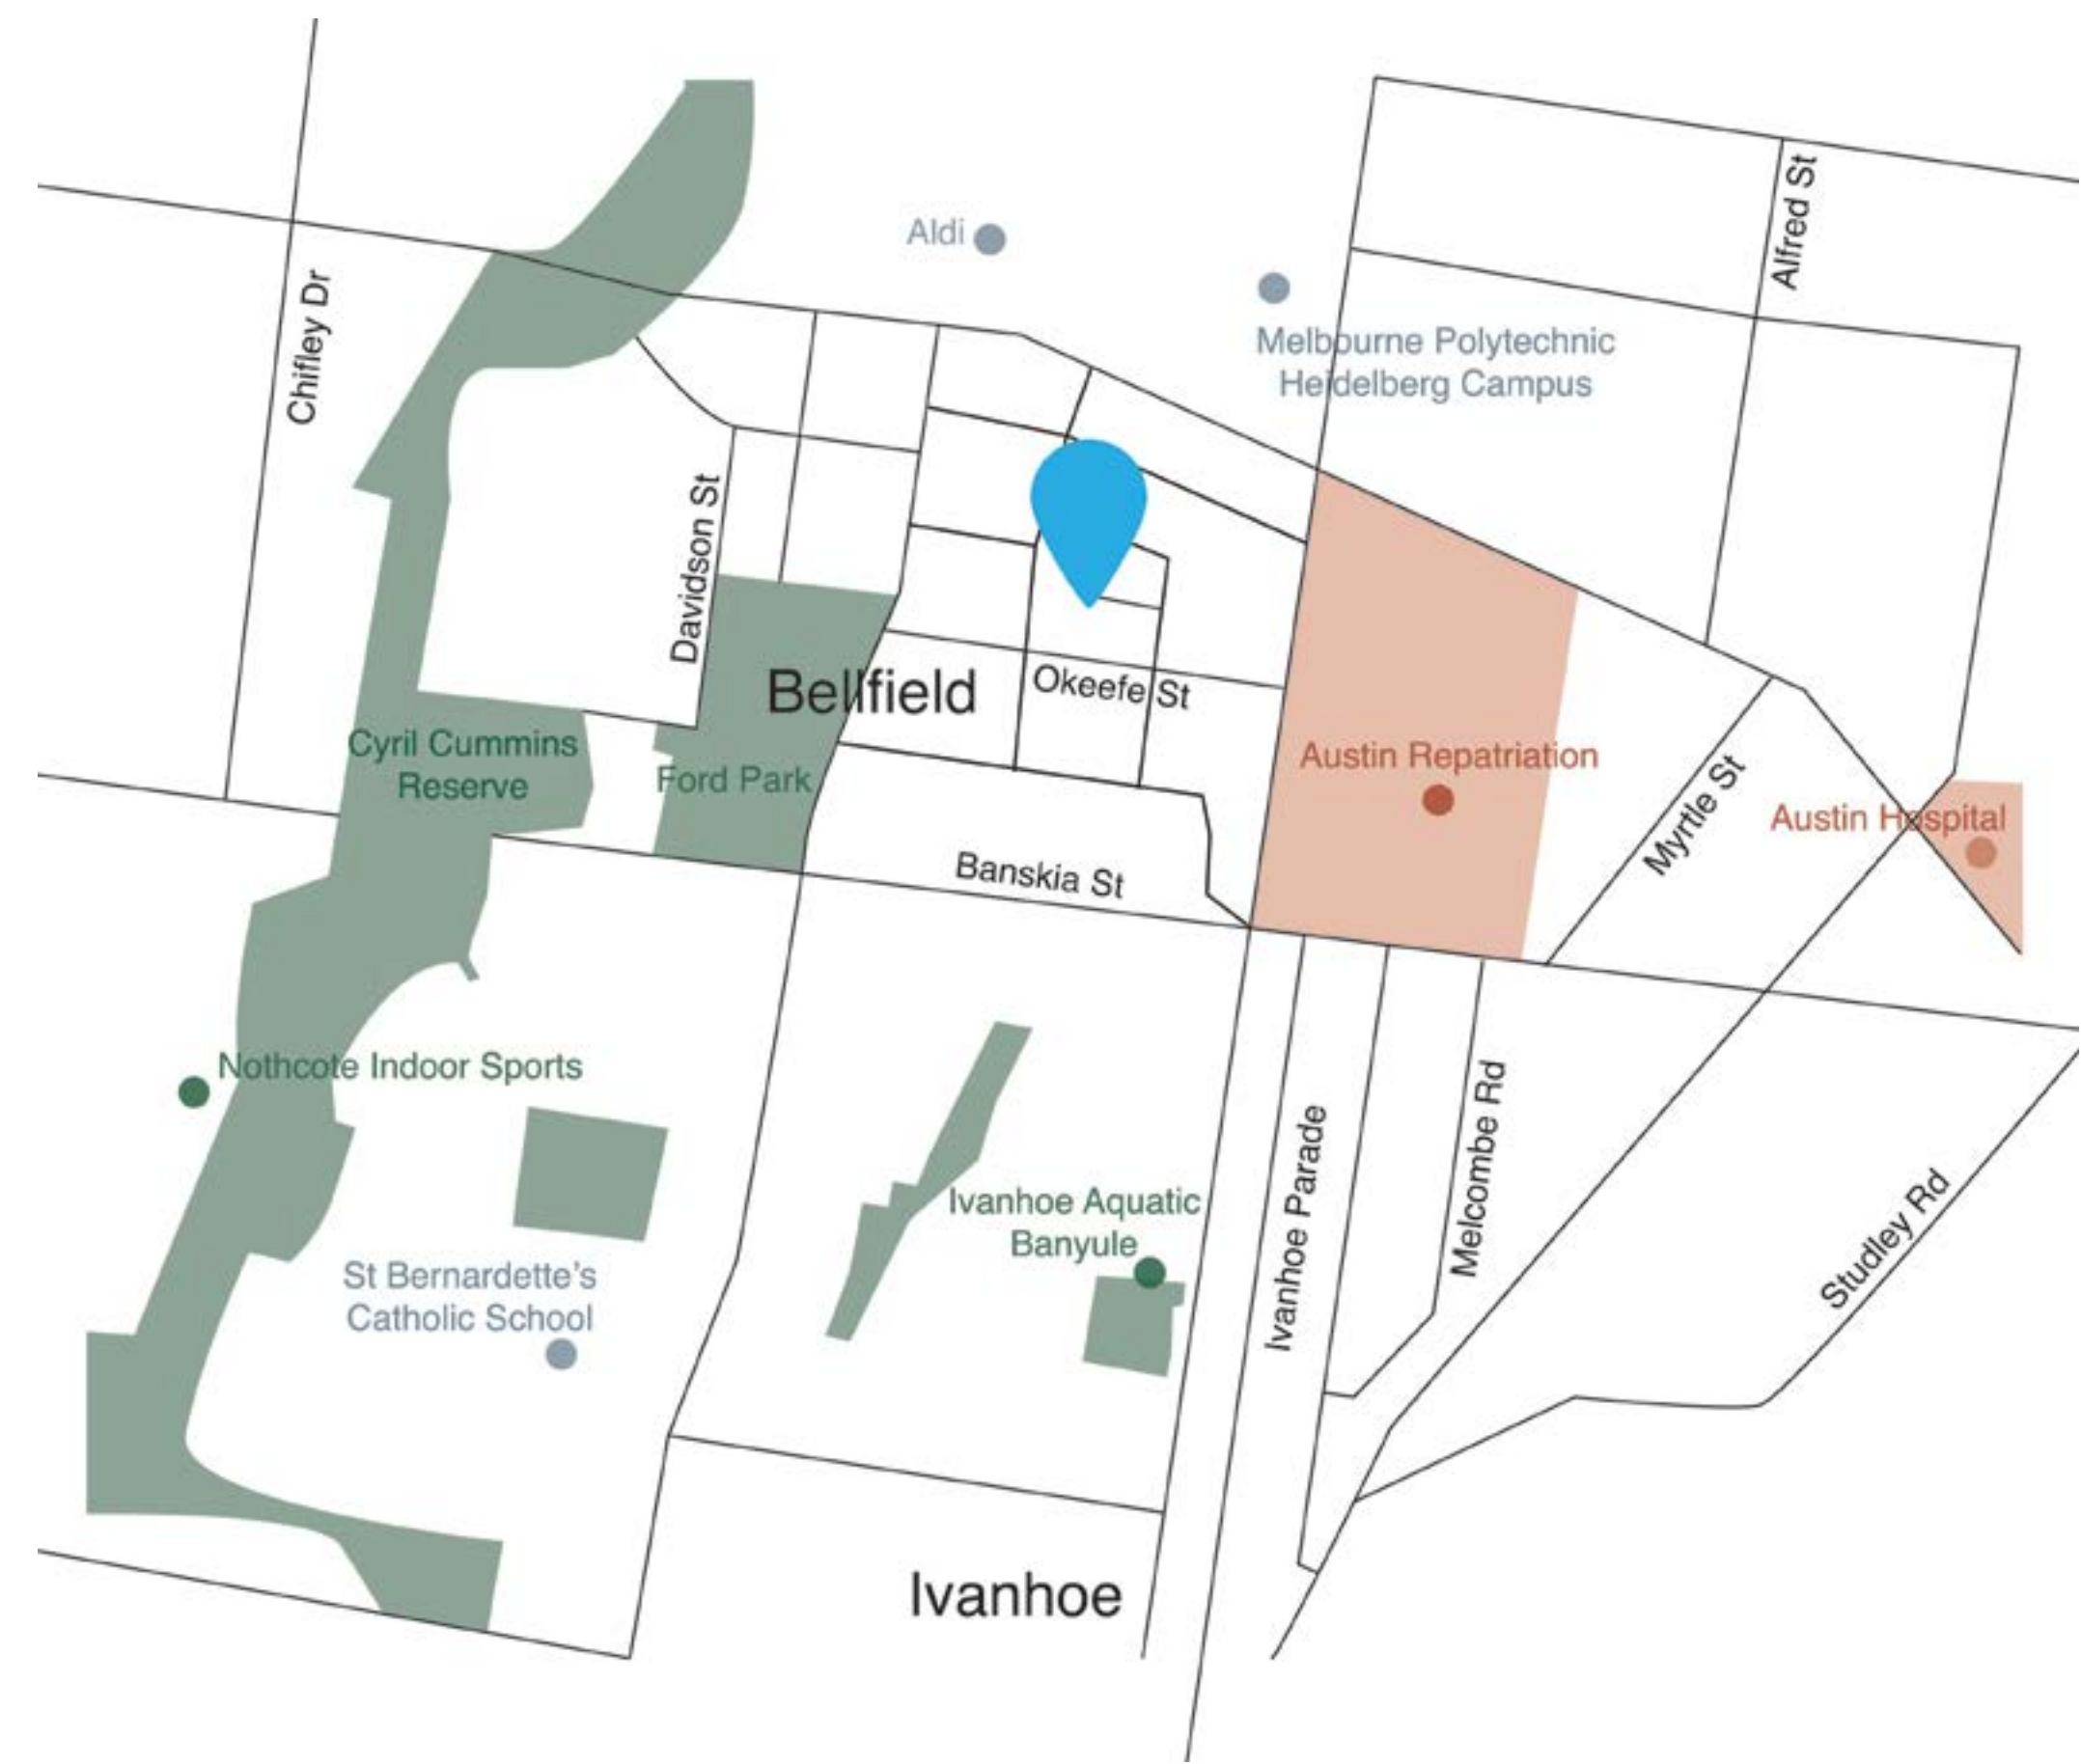 Alfred St
Aldi
Chifley Dr
Melbourne Polytechnic
Heidelberg Campus
Davidson St
Bellfield
Okeefe St
Cyril Cummins
Reserve
Ford Park
Austin Repatriation
Myrtle St
Austin Hospital
Banskia St
Nothcote Indoor Sports
Ivanhoe Aquatic
Banyule
Ivanhoe Parade
Melcombe Rd
Studley Rd
St Bernardette's
Catholic School
Ivanhoe